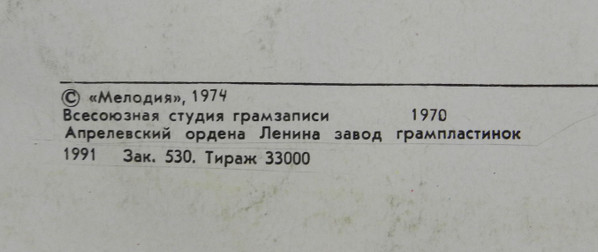 © «Мелодия», 1974
Всесоюзная студия грамзаписи 1970
Апрелевский ордена Ленина завод грампластинок
1991 Зак. 530. Тираж 33000